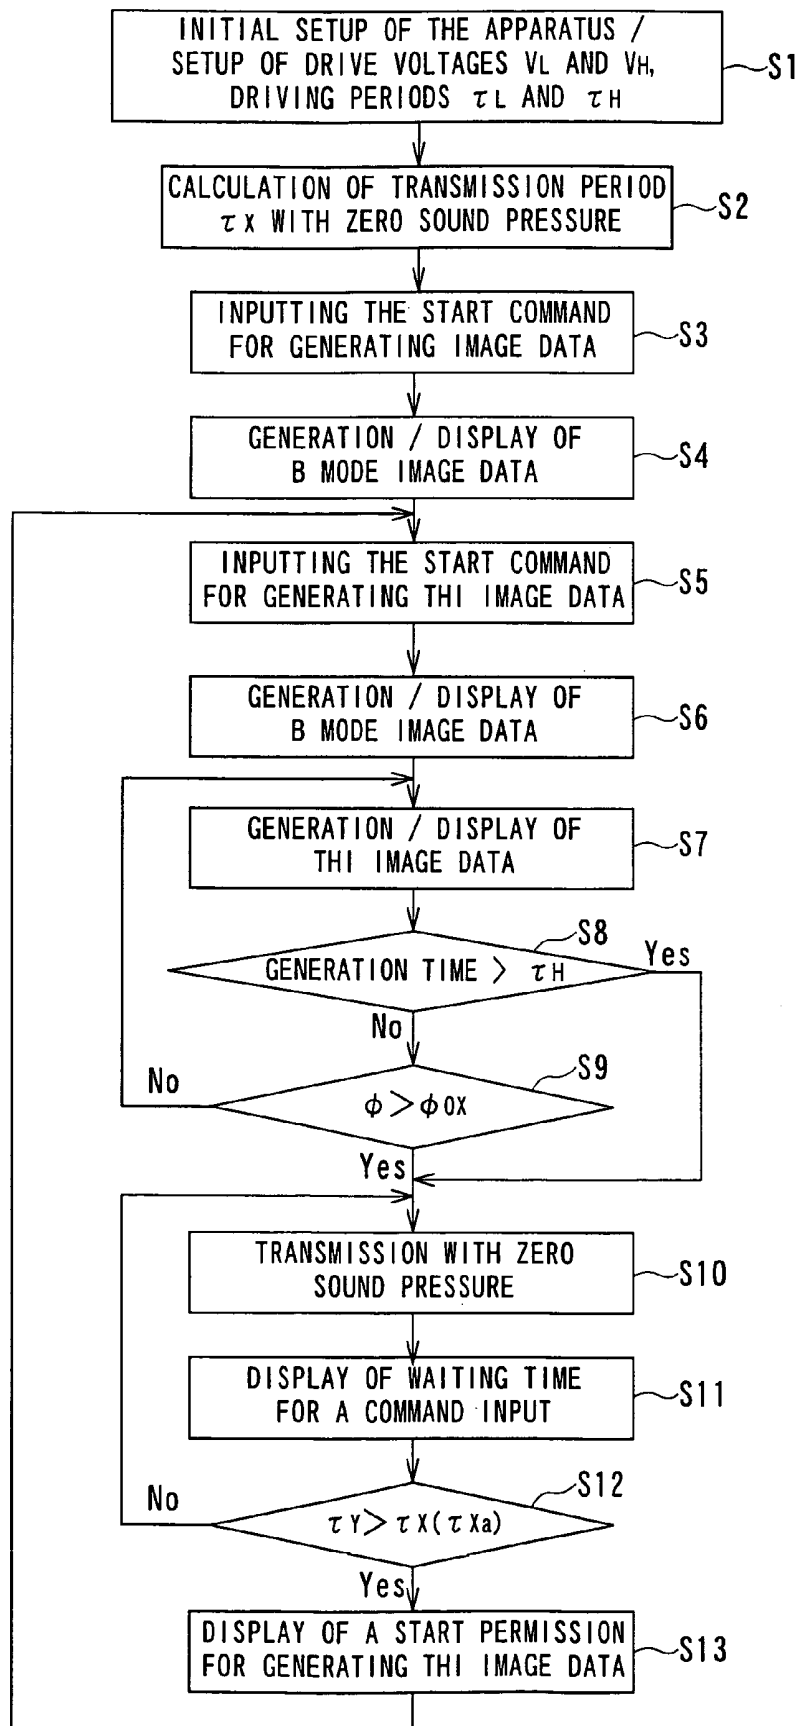 INITIAL SETUP OF THE APPARATUS /
SETUP OF DRIVE VOLTAGES VL AND VH,
DRIVING PERIODS τL AND τH
S1
CALCULATION OF TRANSMISSION PERIOD
τX WITH ZERO SOUND PRESSURE
S2
INPUTTING THE START COMMAND
FOR GENERATING IMAGE DATA
S3
GENERATION / DISPLAY OF
B MODE IMAGE DATA
S4
INPUTTING THE START COMMAND
FOR GENERATING THI IMAGE DATA
S5
GENERATION / DISPLAY OF
B MODE IMAGE DATA
S6
GENERATION / DISPLAY OF
THI IMAGE DATA
S7
S8
GENERATION TIME > τH
Yes
No
S9
No
φ > φ0X
Yes
TRANSMISSION WITH ZERO
SOUND PRESSURE
S10
DISPLAY OF WAITING TIME
FOR A COMMAND INPUT
S11
S12
No
τY > τX(τXa)
Yes
DISPLAY OF A START PERMISSION
FOR GENERATING THI IMAGE DATA
S13